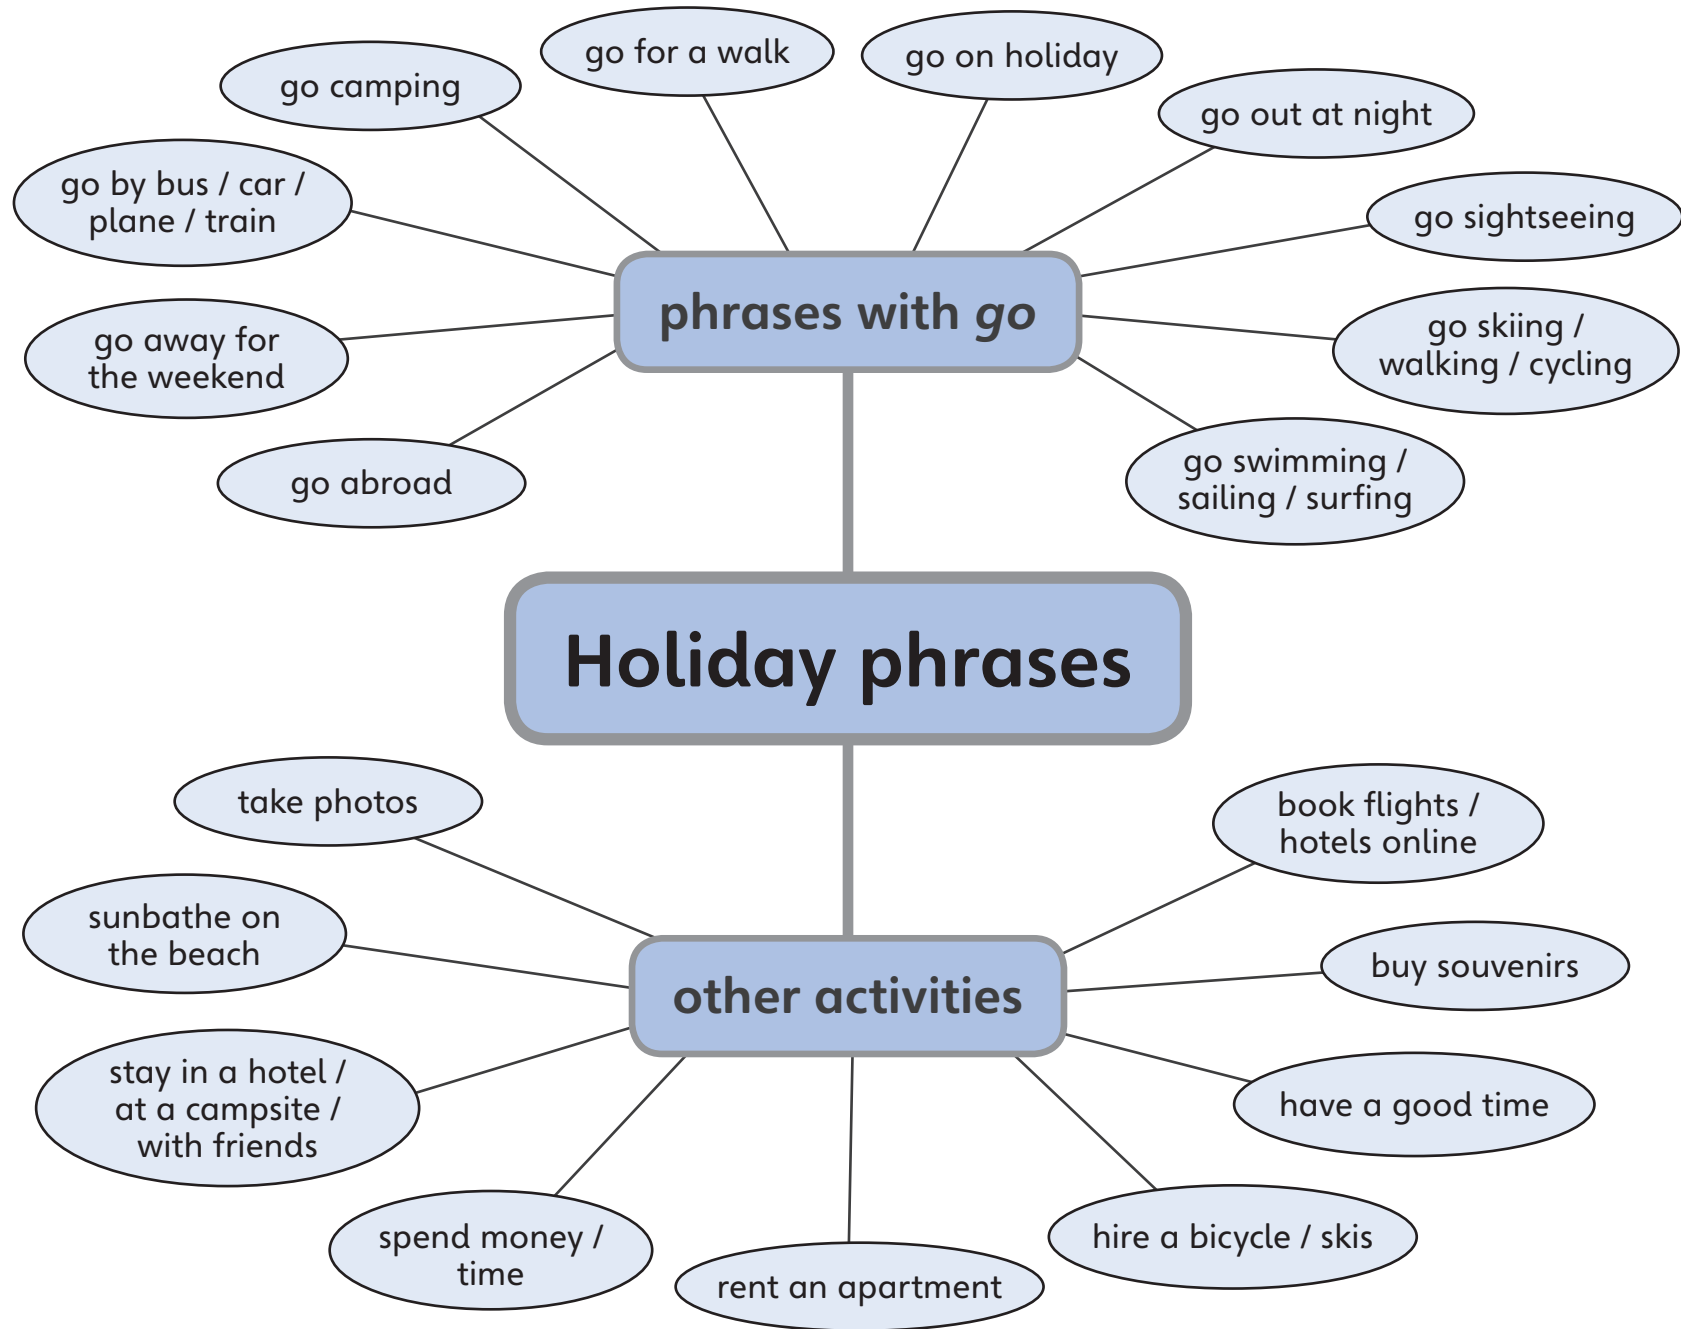 go for a walk
go on holiday
go camping
go out at night
go by bus / car /
plane / train
go sightseeing
phrases with go
go away for
the weekend
go skiing /
walking / cycling
go abroad
go swimming /
sailing / surfing
Holiday phrases
take photos
book flights /
hotels online
sunbathe on
the beach
buy souvenirs
other activities
stay in a hotel /
at a campsite /
with friends
have a good time
spend money /
time
hire a bicycle / skis
rent an apartment